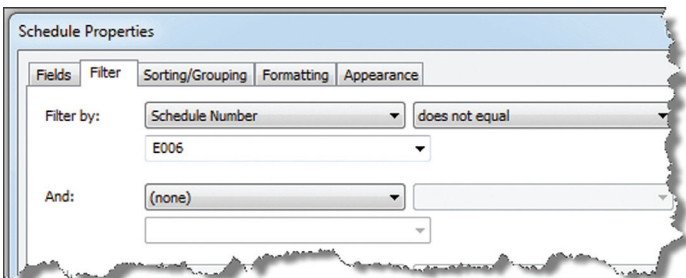 Schedule Properties
Fields Filter Sorting/Grouping Formatting Appearance
Filter by: Schedule Number does not equal
E006
And: (none)